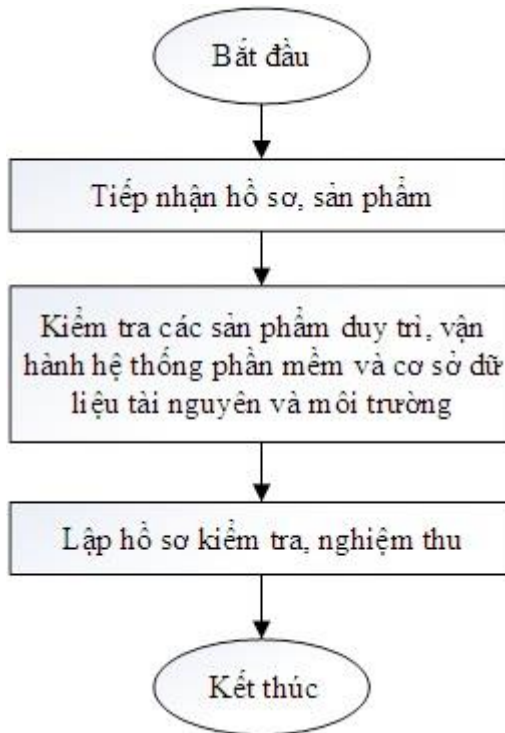 Bắt đầu
Tiếp nhận hồ sơ, sản phẩm
Kiểm tra các sản phẩm duy trì, vận
hành hệ thống phần mềm và cơ sở dữ
liệu tài nguyên và môi trường
Lập hồ sơ kiểm tra, nghiệm thu
Kết thúc